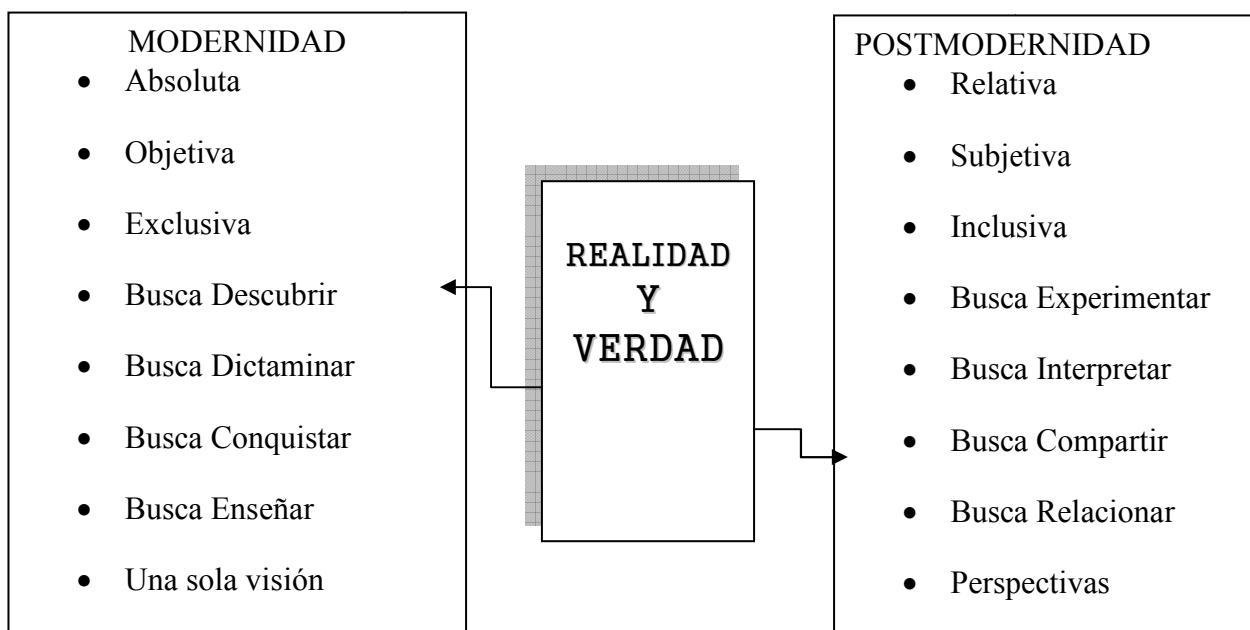 MODERNIDAD
• Absoluta
• Objetiva
• Exclusiva
• Busca Descubrir
• Busca Dictaminar
• Busca Conquistar
• Busca Enseñar
• Una sola visión
REALIDAD
Y
VERDAD
POSTMODERNIDAD
• Relativa
• Subjetiva
• Inclusiva
• Busca Experimentar
• Busca Interpretar
• Busca Compartir
• Busca Relacionar
• Perspectivas